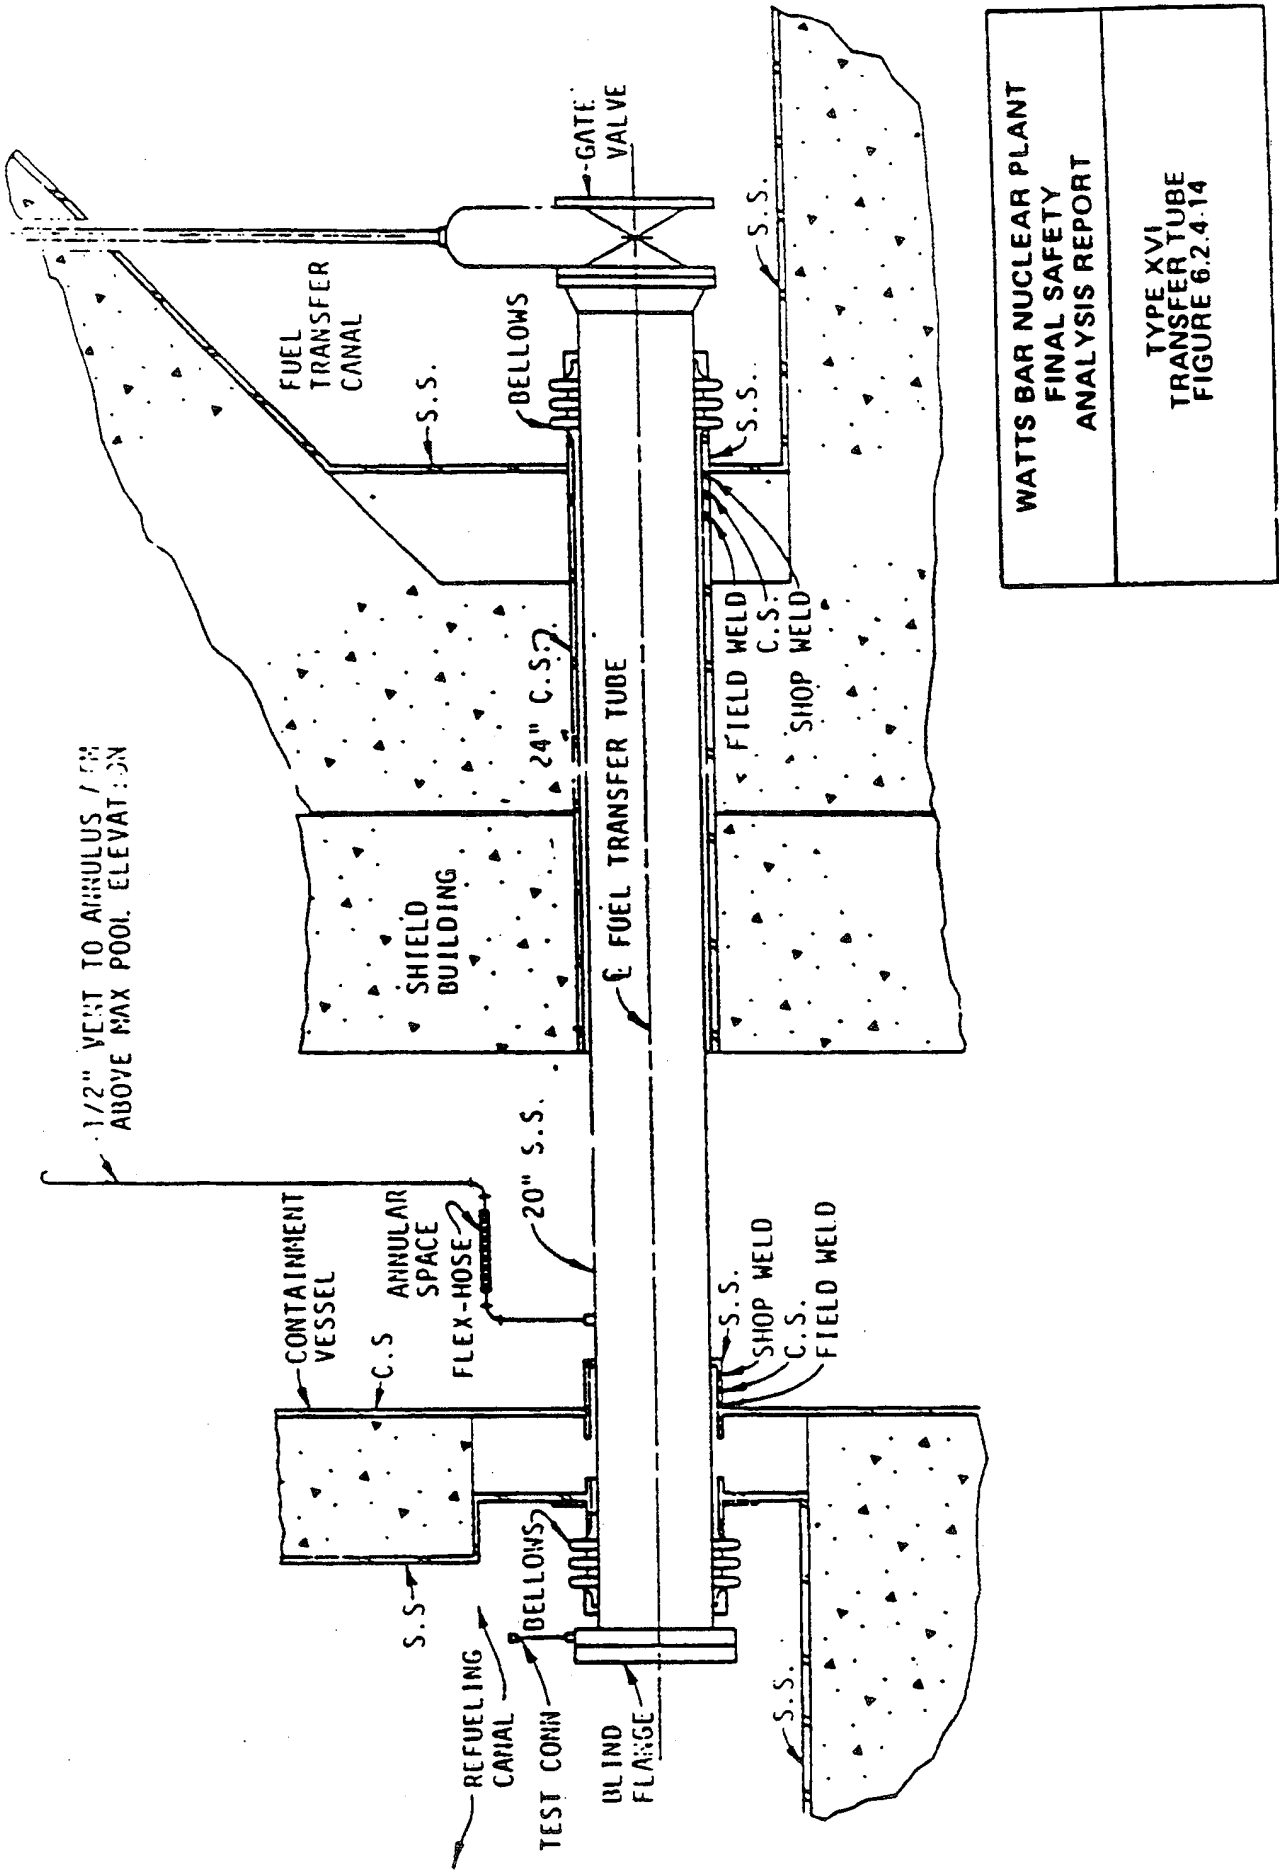 1/2" VENT TO ANNULUS
ABOVE MAX POOL ELEVATION
CONTAINMENT
VESSEL
C.S
ANNULAR
SPACE
FLEX-HOSE
20" S.S.
S.S
REFUELING
CANAL
TEST CONN
BELLOWS
BLIND
FLANGE
S.S.
S.S.
SHOP WELD
C.S.
FIELD WELD
SHIELD
BUILDING
24" C.S.
℄ FUEL TRANSFER TUBE
FIELD WELD
C.S.
SHOP WELD
FUEL
TRANSFER
CANAL
S.S.
BELLOWS
S.S.
GATE
VALVE
S.S.
WATTS BAR NUCLEAR PLANT
FINAL SAFETY
ANALYSIS REPORT
TYPE XVI
TRANSFER TUBE
FIGURE 6.2.4-14